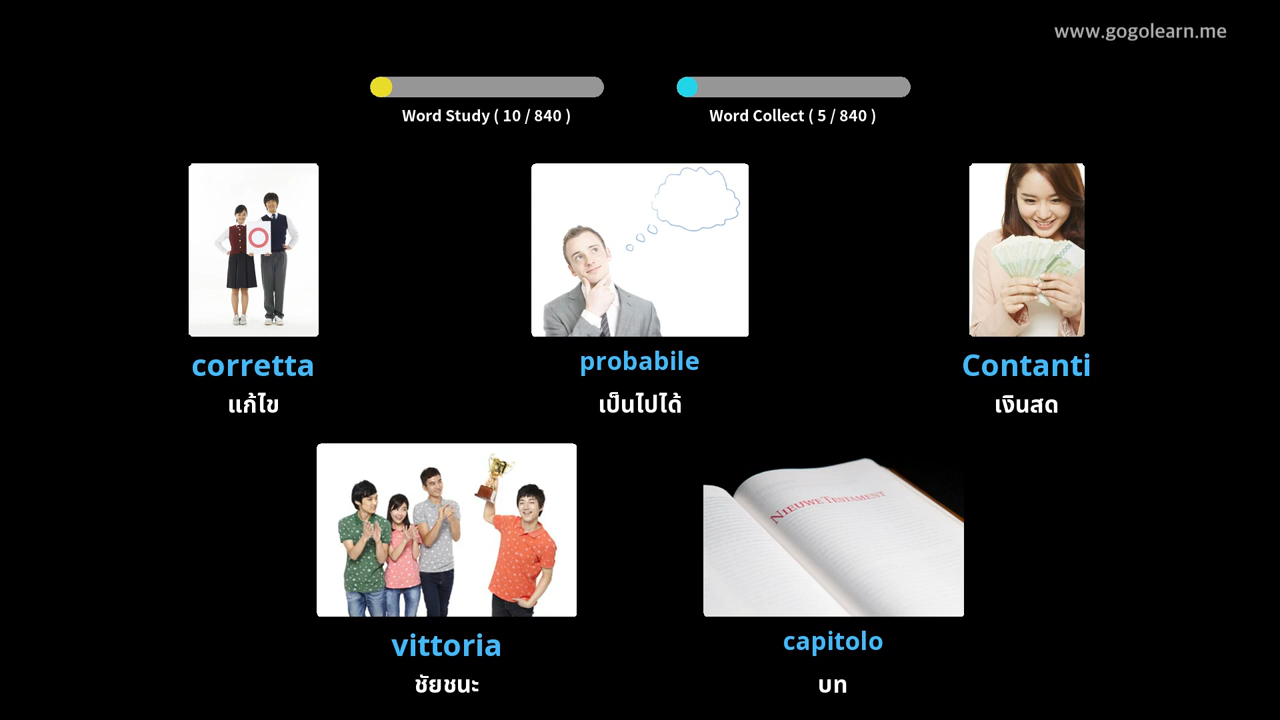 www.gogolearn.me
Word Study ( 10 / 840 )
Word Collect ( 5 / 840 )
corretta
แก้ไข
probabile
เป็นไปได้
Contanti
เงินสด
NIEUWE TESTAMENT
vittoria
ชัยชนะ
capitolo
บท